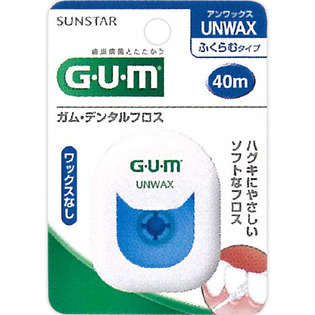 SUNSTAR
アンワックス
UNWAX
ふくらむタイプ
歯周病菌とたたかう
G・U・M
40m
ガム・デンタルフロス
ワックスなし
G・U・M
UNWAX
ハグキにやさしい
ソフトなフロス